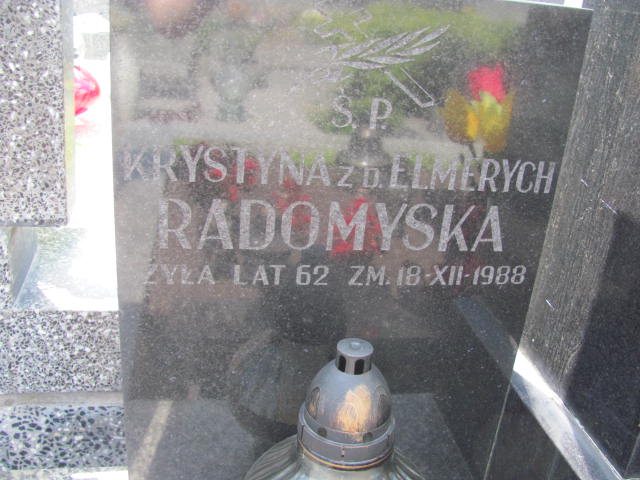 Ś.P.
KRYSTYNA z D. ELMERYCH
RADOMYSKA
ŻYŁA LAT 62 ZM. 18-XII-1988